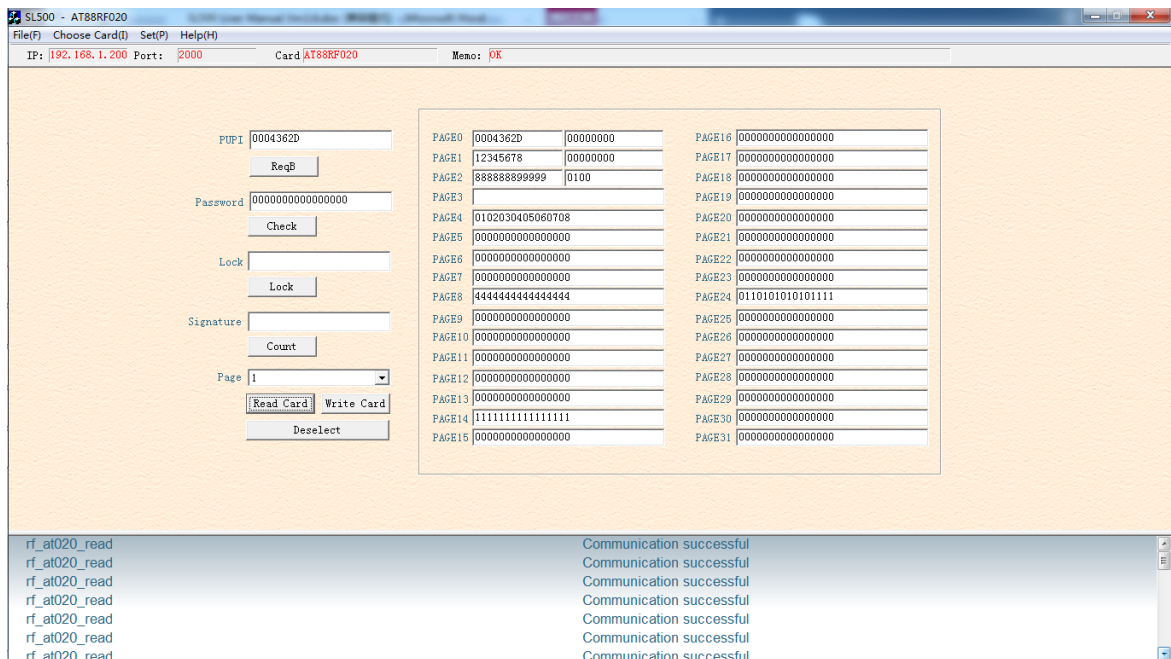 SL500 - AT88RF020
File(F) Choose Card(I) Set(P) Help(H)
IP: 192.168.1.200 Port: 2000 Card AT88RF020 Memo: OK
PUPI 0004362D
ReqB
Password 0000000000000000
Check
Lock
Lock
Signature
Count
Page 1
Read Card Write Card
Deselect
PAGE0 0004362D 00000000
PAGE1 12345678 00000000
PAGE2 888888899999 0100
PAGE3
PAGE4 0102030405060708
PAGE5 0000000000000000
PAGE6 0000000000000000
PAGE7 0000000000000000
PAGE8 4444444444444444
PAGE9 0000000000000000
PAGE10 0000000000000000
PAGE11 0000000000000000
PAGE12 0000000000000000
PAGE13 0000000000000000
PAGE14 1111111111111111
PAGE15 0000000000000000
PAGE16 0000000000000000
PAGE17 0000000000000000
PAGE18 0000000000000000
PAGE19 0000000000000000
PAGE20 0000000000000000
PAGE21 0000000000000000
PAGE22 0000000000000000
PAGE23 0000000000000000
PAGE24 0110101010101111
PAGE25 0000000000000000
PAGE26 0000000000000000
PAGE27 0000000000000000
PAGE28 0000000000000000
PAGE29 0000000000000000
PAGE30 0000000000000000
PAGE31 0000000000000000
rf_at020_read Communication successful
rf_at020_read Communication successful
rf_at020_read Communication successful
rf_at020_read Communication successful
rf_at020_read Communication successful
rf_at020_read Communication successful
rf_at020_read Communication successful